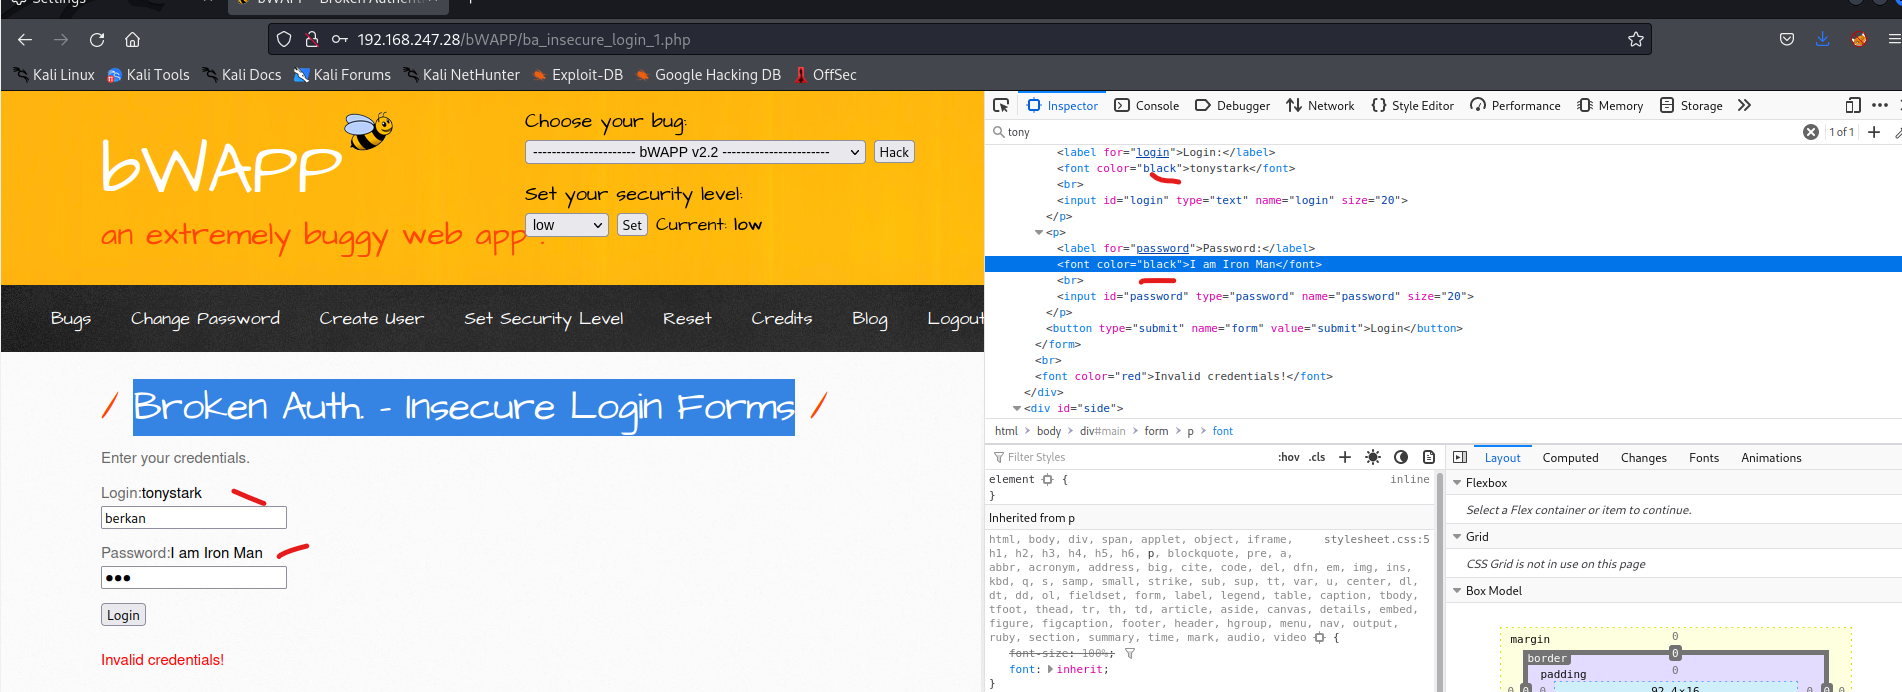 Settings
bWAPP - Broken Authent
192.168.247.28/bWAPP/ba_insecure_login_1.php
Kali Linux Kali Tools Kali Docs Kali Forums Kali NetHunter Exploit-DB Google Hacking DB OffSec
bWAPP
an extremely buggy web app !
Choose your bug:
----------------------- bWAPP v2.2 ------------------------ Hack
Set your security level:
low Set Current: low
Bugs Change Password Create User Set Security Level Reset Credits Blog Logout
/ Broken Auth. - Insecure Login Forms /
Enter your credentials.
Login:tonystark
berkan
Password:I am Iron Man
●●●
Login
Invalid credentials!
Inspector Console Debugger Network Style Editor Performance Memory Storage
tony 1 of 1
<label for="login">Login:</label>
<font color="black">tonystark</font>
<br>
<input id="login" type="text" name="login" size="20">
</p>
<p>
<label for="password">Password:</label>
<font color="black">I am Iron Man</font>
<br>
<input id="password" type="password" name="password" size="20">
</p>
<button type="submit" name="form" value="submit">Login</button>
</form>
<br>
<font color="red">Invalid credentials!</font>
</div>
<div id="side">
html > body > div#main > form > p > font
Filter Styles :hov .cls +
element { inline
}
Inherited from p
html, body, div, span, applet, object, iframe, stylesheet.css:5
h1, h2, h3, h4, h5, h6, p, blockquote, pre, a,
abbr, acronym, address, big, cite, code, del, dfn, em, img, ins,
kbd, q, s, samp, small, strike, sub, sup, tt, var, u, center, dl,
dt, dd, ol, fieldset, form, label, legend, table, caption, tbody,
tfoot, thead, tr, th, td, article, aside, canvas, details, embed,
figure, figcaption, footer, header, hgroup, menu, nav, output,
ruby, section, summary, time, mark, audio, video {
font-size: 100%;
font: inherit;
}
Layout Computed Changes Fonts Animations
Flexbox
Select a Flex container or item to continue.
Grid
CSS Grid is not in use on this page
Box Model
margin 0
border 0
padding 0
0 0 0 92.4×16 0 0 0